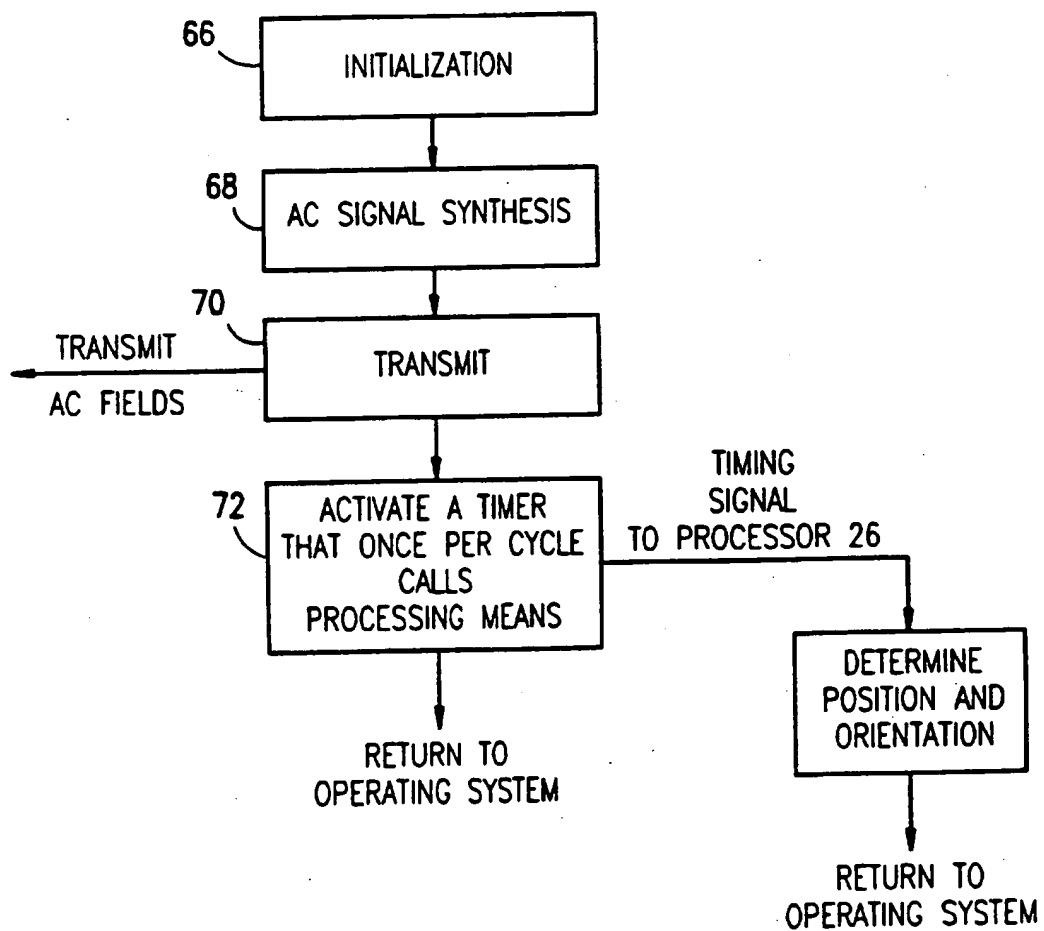 66
INITIALIZATION
68
AC SIGNAL SYNTHESIS
70
TRANSMIT
TRANSMIT
AC FIELDS
72
ACTIVATE A TIMER
THAT ONCE PER CYCLE
CALLS
PROCESSING MEANS
TIMING
SIGNAL
TO PROCESSOR 26
DETERMINE
POSITION AND
ORIENTATION
RETURN TO
OPERATING SYSTEM
RETURN TO
OPERATING SYSTEM